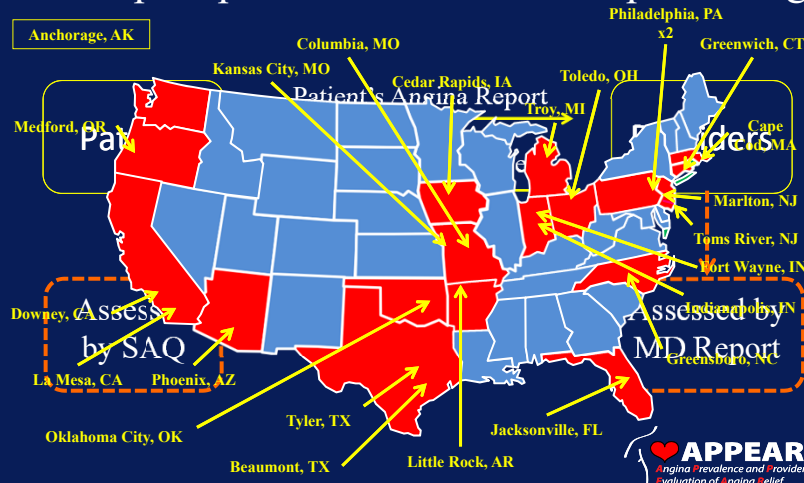 Philadelphia, PA
x2
Anchorage, AK
Columbia, MO
Greenwich, CT
Kansas City, MO
Cedar Rapids, IA
Toledo, OH
Patient's Angina Report
Troy, MI
Medford, OR
Cape
Cod, MA
Marlton, NJ
Toms River, NJ
Fort Wayne, IN
Indianapolis, IN
Downey, CA
Assessed by
by SAQ
MD Report
Greensboro, NC
La Mesa, CA
Phoenix, AZ
Tyler, TX
Jacksonville, FL
Oklahoma City, OK
Beaumont, TX
Little Rock, AR
APPEAR
Angina Prevalence and Provider
Evaluation of Angina Relief